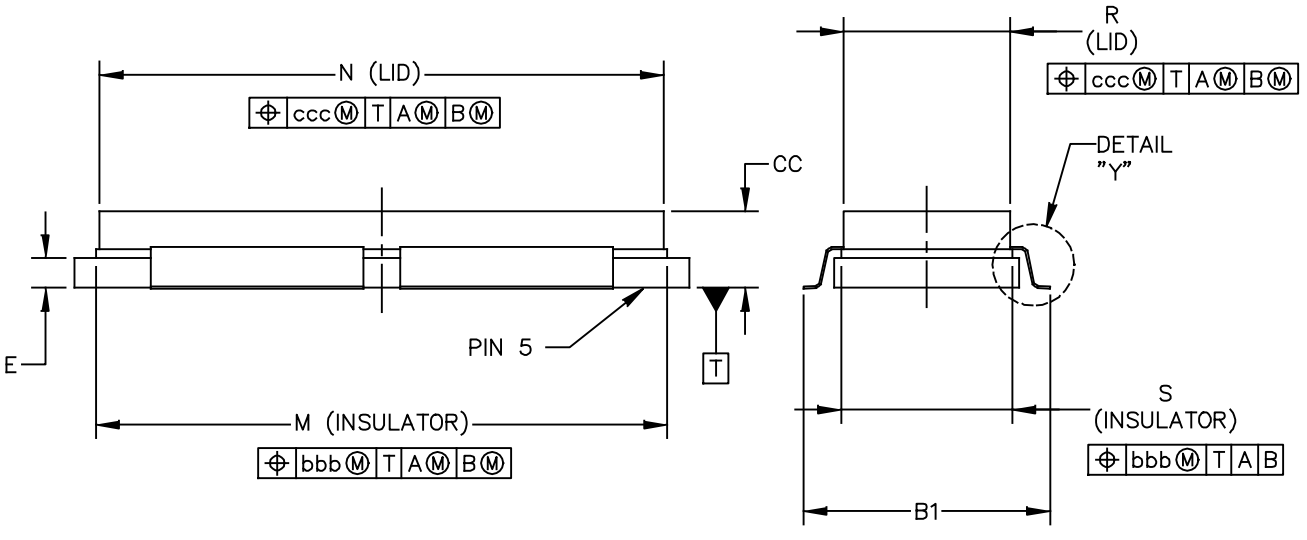 N (LID)
⌖ ccc Ⓜ T A Ⓜ B Ⓜ
R
(LID)
⌖ ccc Ⓜ T A Ⓜ B Ⓜ
CC
DETAIL
"Y"
E
PIN 5
T
M (INSULATOR)
⌖ bbb Ⓜ T A Ⓜ B Ⓜ
S
(INSULATOR)
⌖ bbb Ⓜ T A B
B1